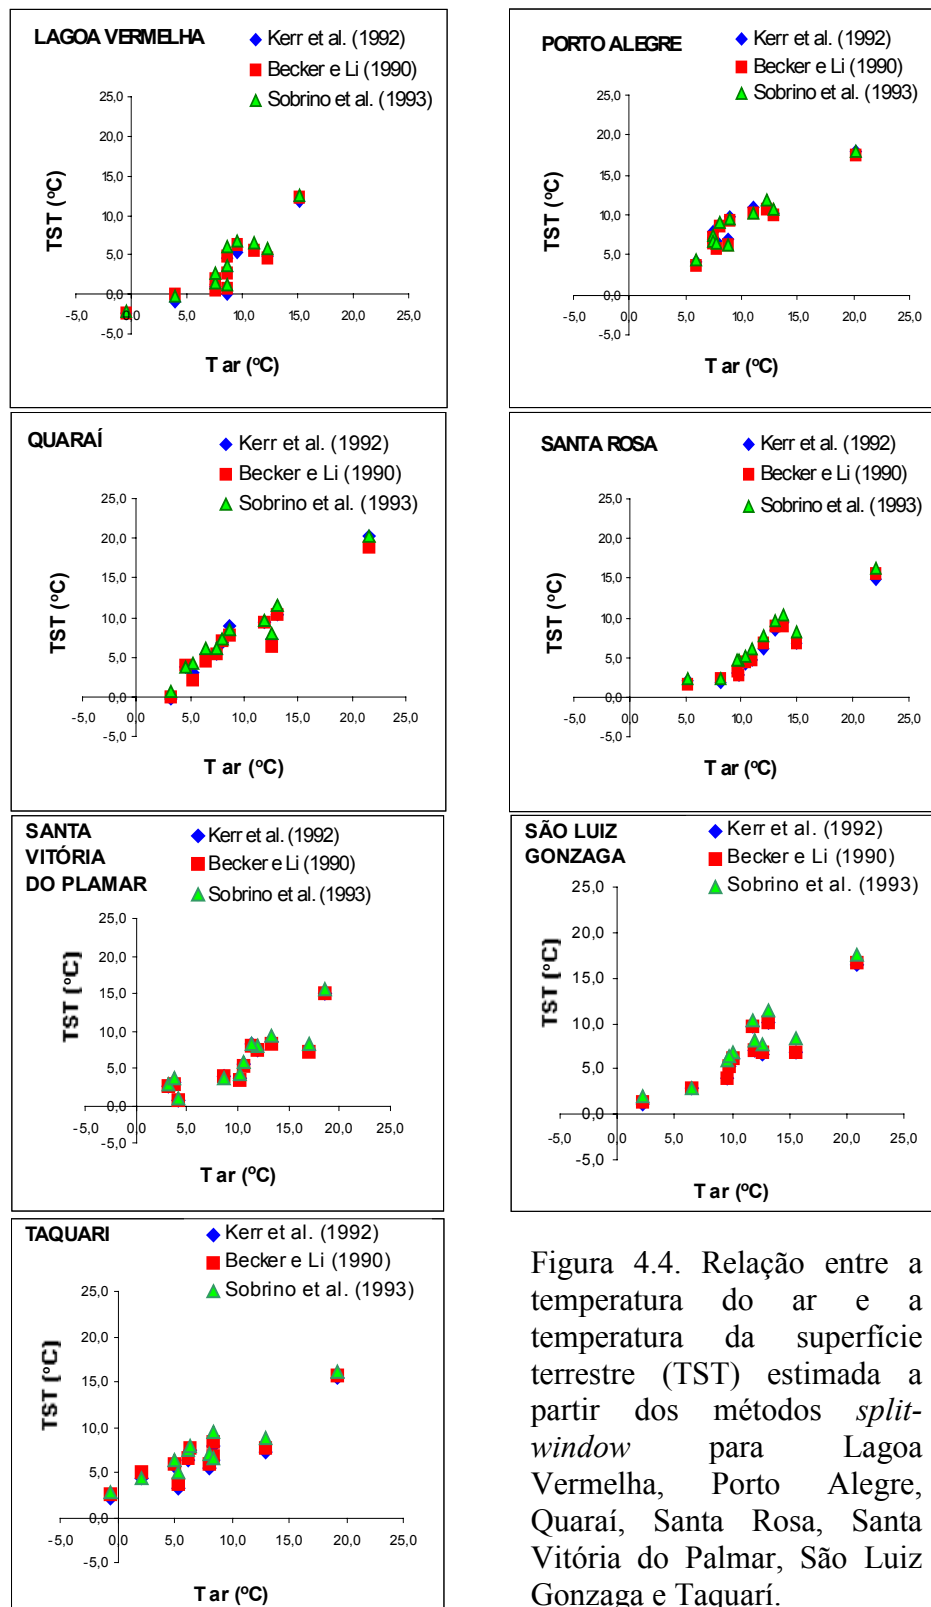 LAGOA VERMELHA
Kerr et al. (1992)
Becker e Li (1990)
Sobrino et al. (1993)
25,0
20,0
15,0
10,0
5,0
0,0
-5,0
-5,0 0,0 5,0 10,0 15,0 20,0 25,0
TST (ºC)
T ar (ºC)
PORTO ALEGRE
Kerr et al. (1992)
Becker e Li (1990)
Sobrino et al. (1993)
25,0
20,0
15,0
10,0
5,0
0,0
-5,0
-5,0 0,0 5,0 10,0 15,0 20,0 25,0
TST (ºC)
T ar (ºC)
QUARAÍ
Kerr et al. (1992)
Becker e Li (1990)
Sobrino et al. (1993)
25,0
20,0
15,0
10,0
5,0
0,0
-5,0
-5,0 0,0 5,0 10,0 15,0 20,0 25,0
TST (ºC)
T ar (ºC)
SANTA ROSA
Kerr et al. (1992)
Becker e Li (1990)
Sobrino et al. (1993)
25,0
20,0
15,0
10,0
5,0
0,0
-5,0
-5,0 0,0 5,0 10,0 15,0 20,0 25,0
TST (ºC)
T ar (ºC)
SANTA
VITÓRIA
DO PLAMAR
Kerr et al. (1992)
Becker e Li (1990)
Sobrino et al. (1993)
25,0
20,0
15,0
10,0
5,0
0,0
-5,0
-5,0 0,0 5,0 10,0 15,0 20,0 25,0
TST (ºC)
T ar (ºC)
SÃO LUIZ
GONZAGA
Kerr et al. (1992)
Becker e Li (1990)
Sobrino et al. (1993)
25,0
20,0
15,0
10,0
5,0
0,0
-5,0
-5,0 0,0 5,0 10,0 15,0 20,0 25,0
TST (ºC)
T ar (ºC)
TAQUARI
Kerr et al. (1992)
Becker e Li (1990)
Sobrino et al. (1993)
25,0
20,0
15,0
10,0
5,0
0,0
-5,0
-5,0 0,0 5,0 10,0 15,0 20,0 25,0
TST (ºC)
T ar (ºC)
Figura 4.4. Relação entre a
temperatura do ar e a
temperatura da superfície
terrestre (TST) estimada a
partir dos métodos split-
window para Lagoa
Vermelha, Porto Alegre,
Quaraí, Santa Rosa, Santa
Vitória do Palmar, São Luiz
Gonzaga e Taquarí.